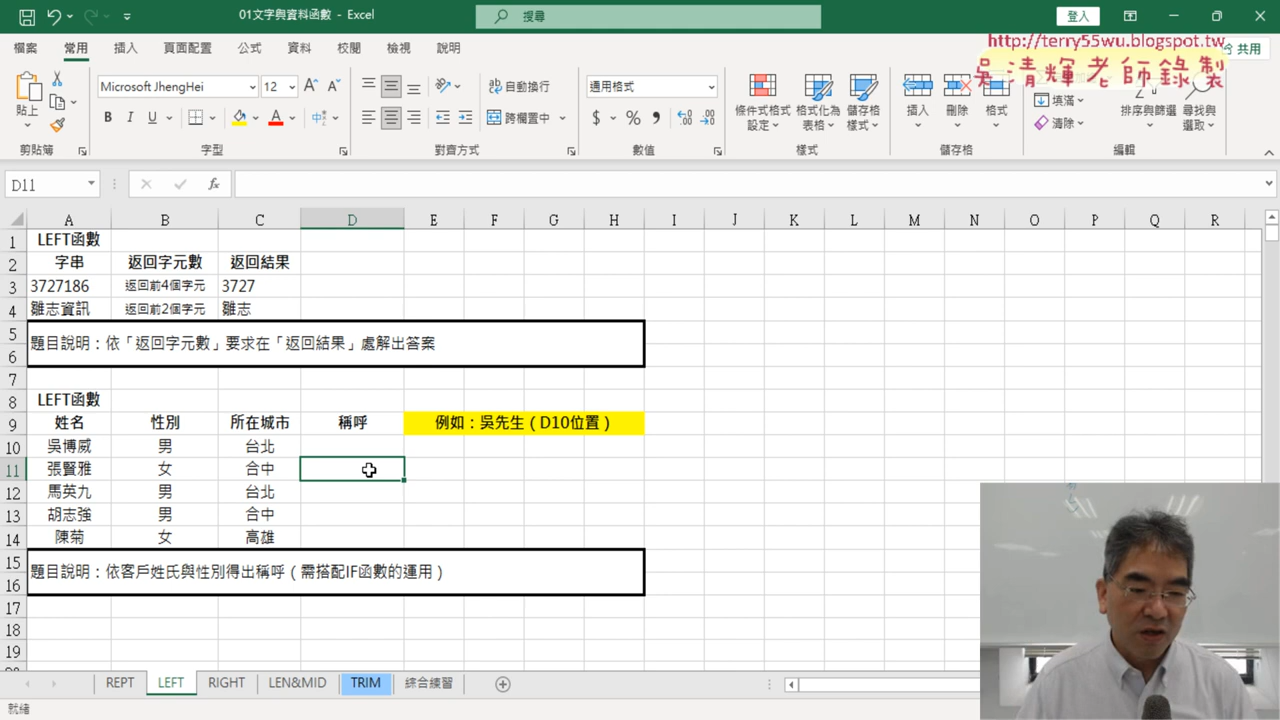 01文字與資料函數 - Excel
搜尋
登入
檔案 常用 插入 頁面配置 公式 資料 校閱 檢視 說明
共用
http://terry55wu.blogspot.tw
吳清輝老師錄製
貼上
Microsoft JhengHei 12
B I U
自動換行
跨欄置中
通用格式
條件式格式設定
格式化為表格
儲存格樣式
插入
刪除
格式
填滿
清除
排序與篩選
尋找與選取
剪貼簿 字型 對齊方式 數值 樣式 儲存格 編輯
D11
fx
A B C D E F G H I J K L M N O P Q R
1 LEFT函數
2 字串 返回字元數 返回結果
3 3727186 返回前4個字元 3727
4 雛志資訊 返回前2個字元 雛志
5 題目說明：依「返回字元數」要求在「返回結果」處解出答案
6
7
8 LEFT函數
9 姓名 性別 所在城市 稱呼 例如：吳先生（D10位置）
10 吳博威 男 台北
11 張賢雅 女 台中
12 馬英九 男 台北
13 胡志強 男 台中
14 陳菊 女 高雄
15 題目說明：依客戶姓氏與性別得出稱呼（需搭配IF函數的運用）
16
17
18
19
REPT LEFT RIGHT LEN&MID TRIM 綜合練習
就緒